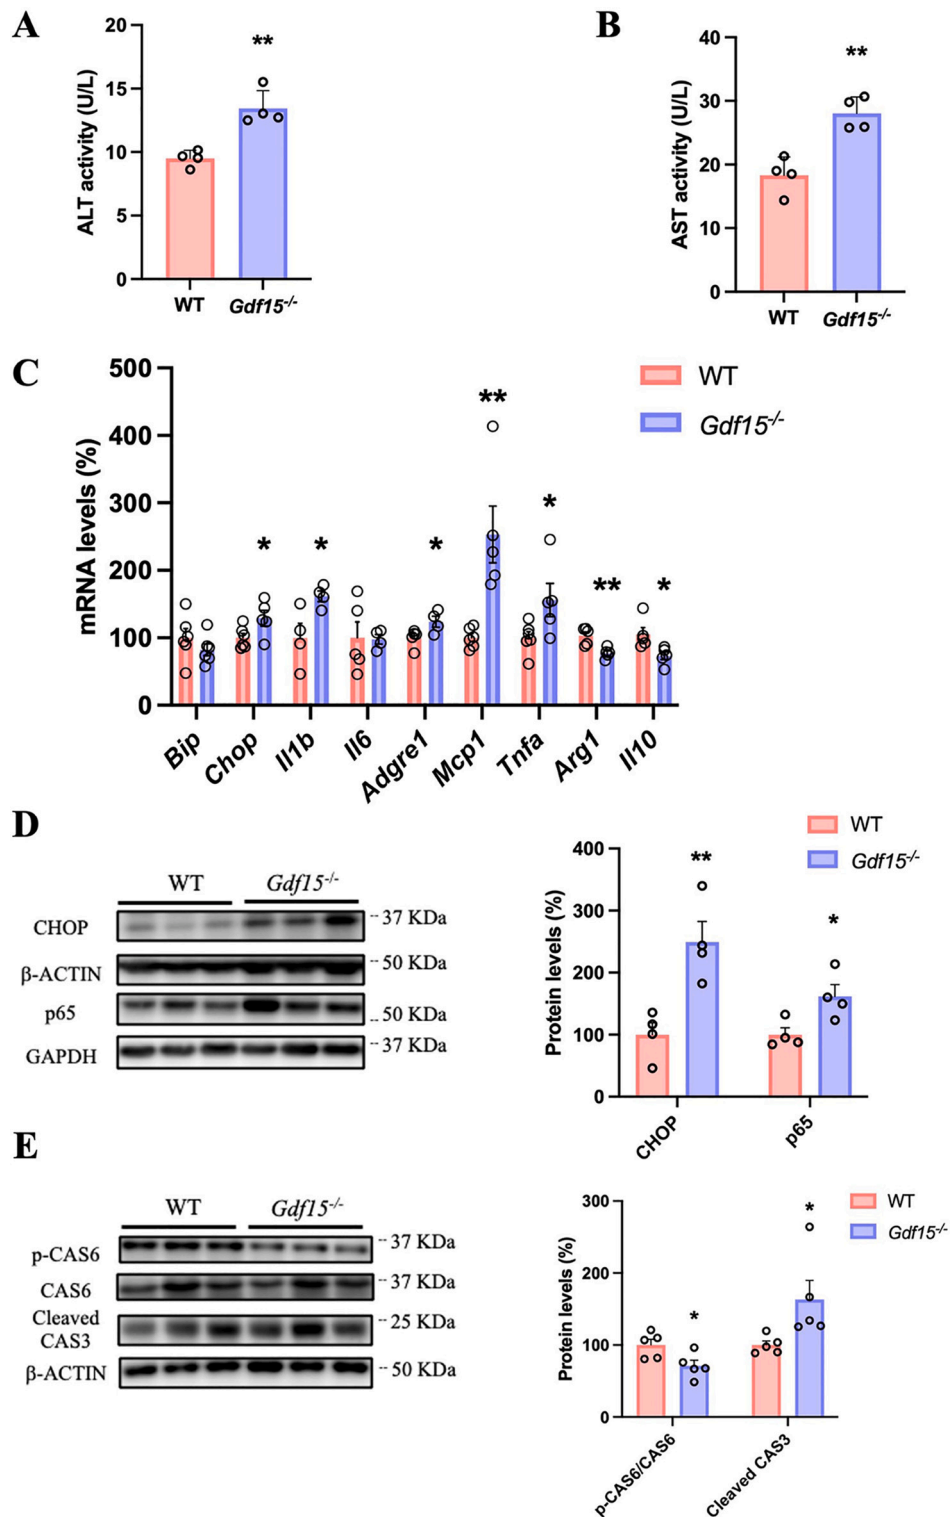 A
ALT activity (U/L)
20
15
10
5
0
**
WT
Gdf15-/-
B
AST activity (U/L)
40
30
20
10
0
**
WT
Gdf15-/-
C
mRNA levels (%)
500
400
300
200
100
0
* * * ** * ** *
Bip Chop Il1b Il6 Adgre1 Mcp1 Tnfa Arg1 Il10
WT
Gdf15-/-
D
WT Gdf15-/-
CHOP 37 KDa
β-ACTIN 50 KDa
p65 50 KDa
GAPDH 37 KDa
WT
Gdf15-/-
Protein levels (%)
400
300
200
100
0
** *
CHOP p65
E
WT Gdf15-/-
p-CAS6 37 KDa
CAS6 37 KDa
Cleaved
CAS3 25 KDa
β-ACTIN 50 KDa
WT
Gdf15-/-
Protein levels (%)
300
200
100
0
* *
p-CAS6/CAS6 Cleaved CAS3